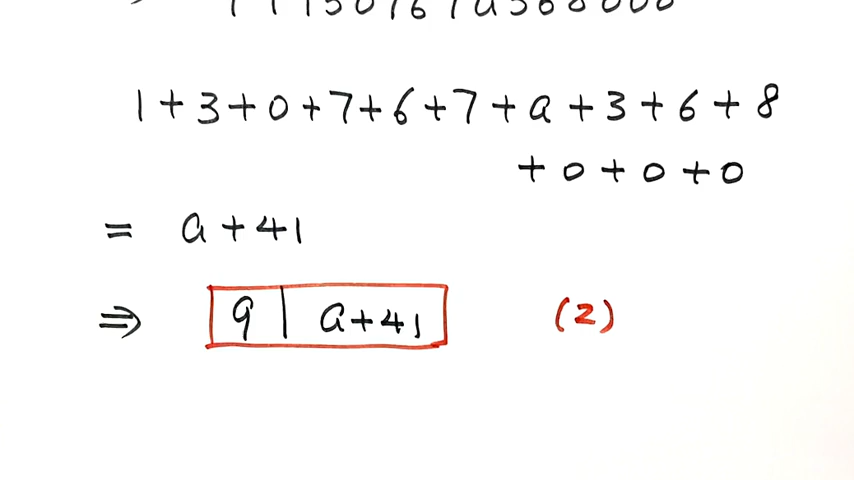 1+3+0+7+6+7+a+3+6+8
+0+0+0
= a+41
⇒ 9 | a+41 (2)